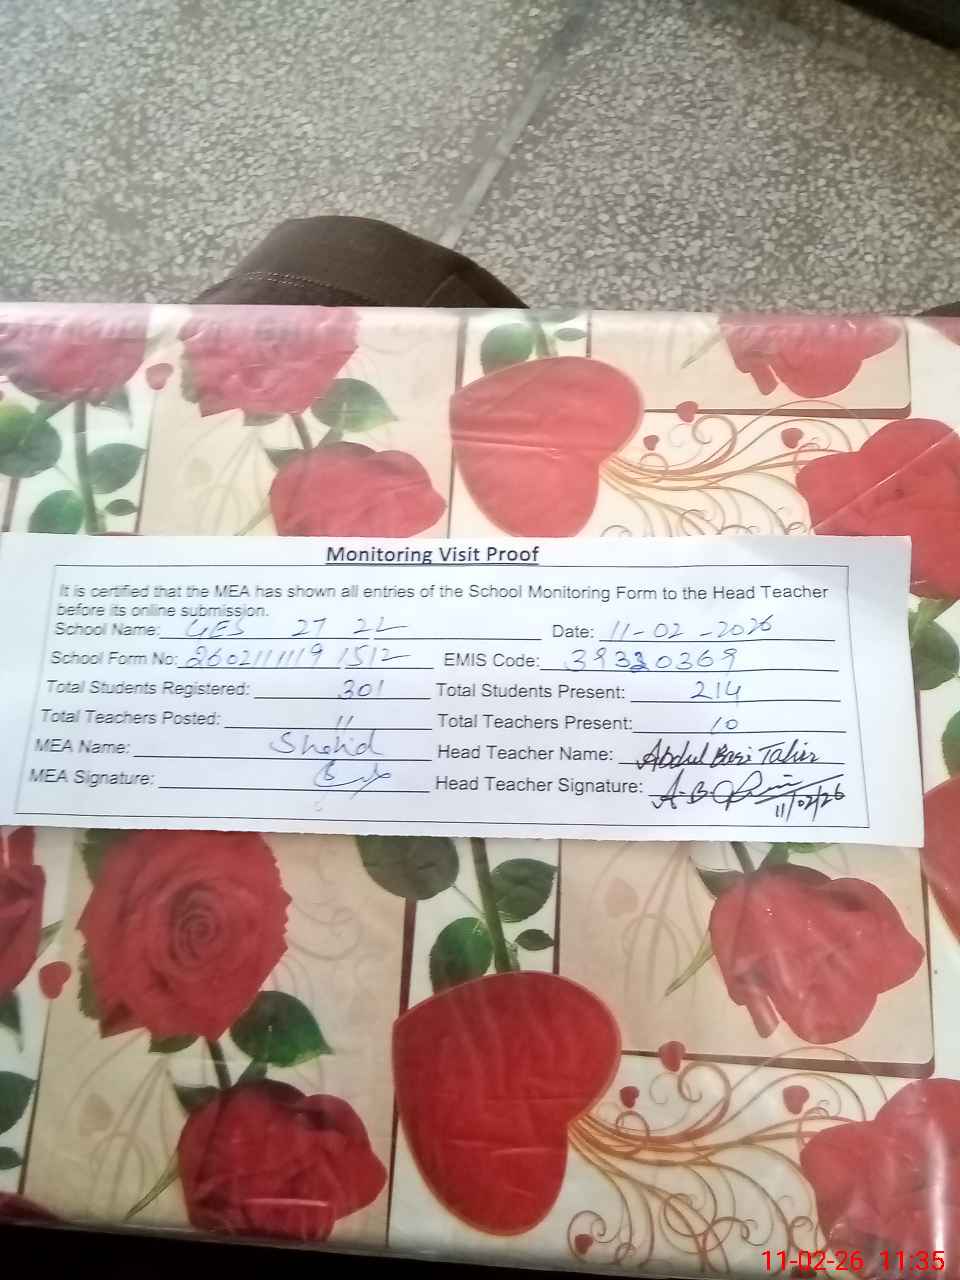 Monitoring Visit Proof
It is certified that the MEA has shown all entries of the School Monitoring Form to the Head Teacher
before its online submission.
School Name: GES 27 2L Date: 11-02-2026
School Form No: 2602111119 1512 EMIS Code: 39330369
Total Students Registered: 301 Total Students Present: 214
Total Teachers Posted: 11 Total Teachers Present: 10
MEA Name: Shahid Head Teacher Name: Abdul Bari Tahir
MEA Signature: Head Teacher Signature: A.B.
11/02/26
11-02-26 11:35